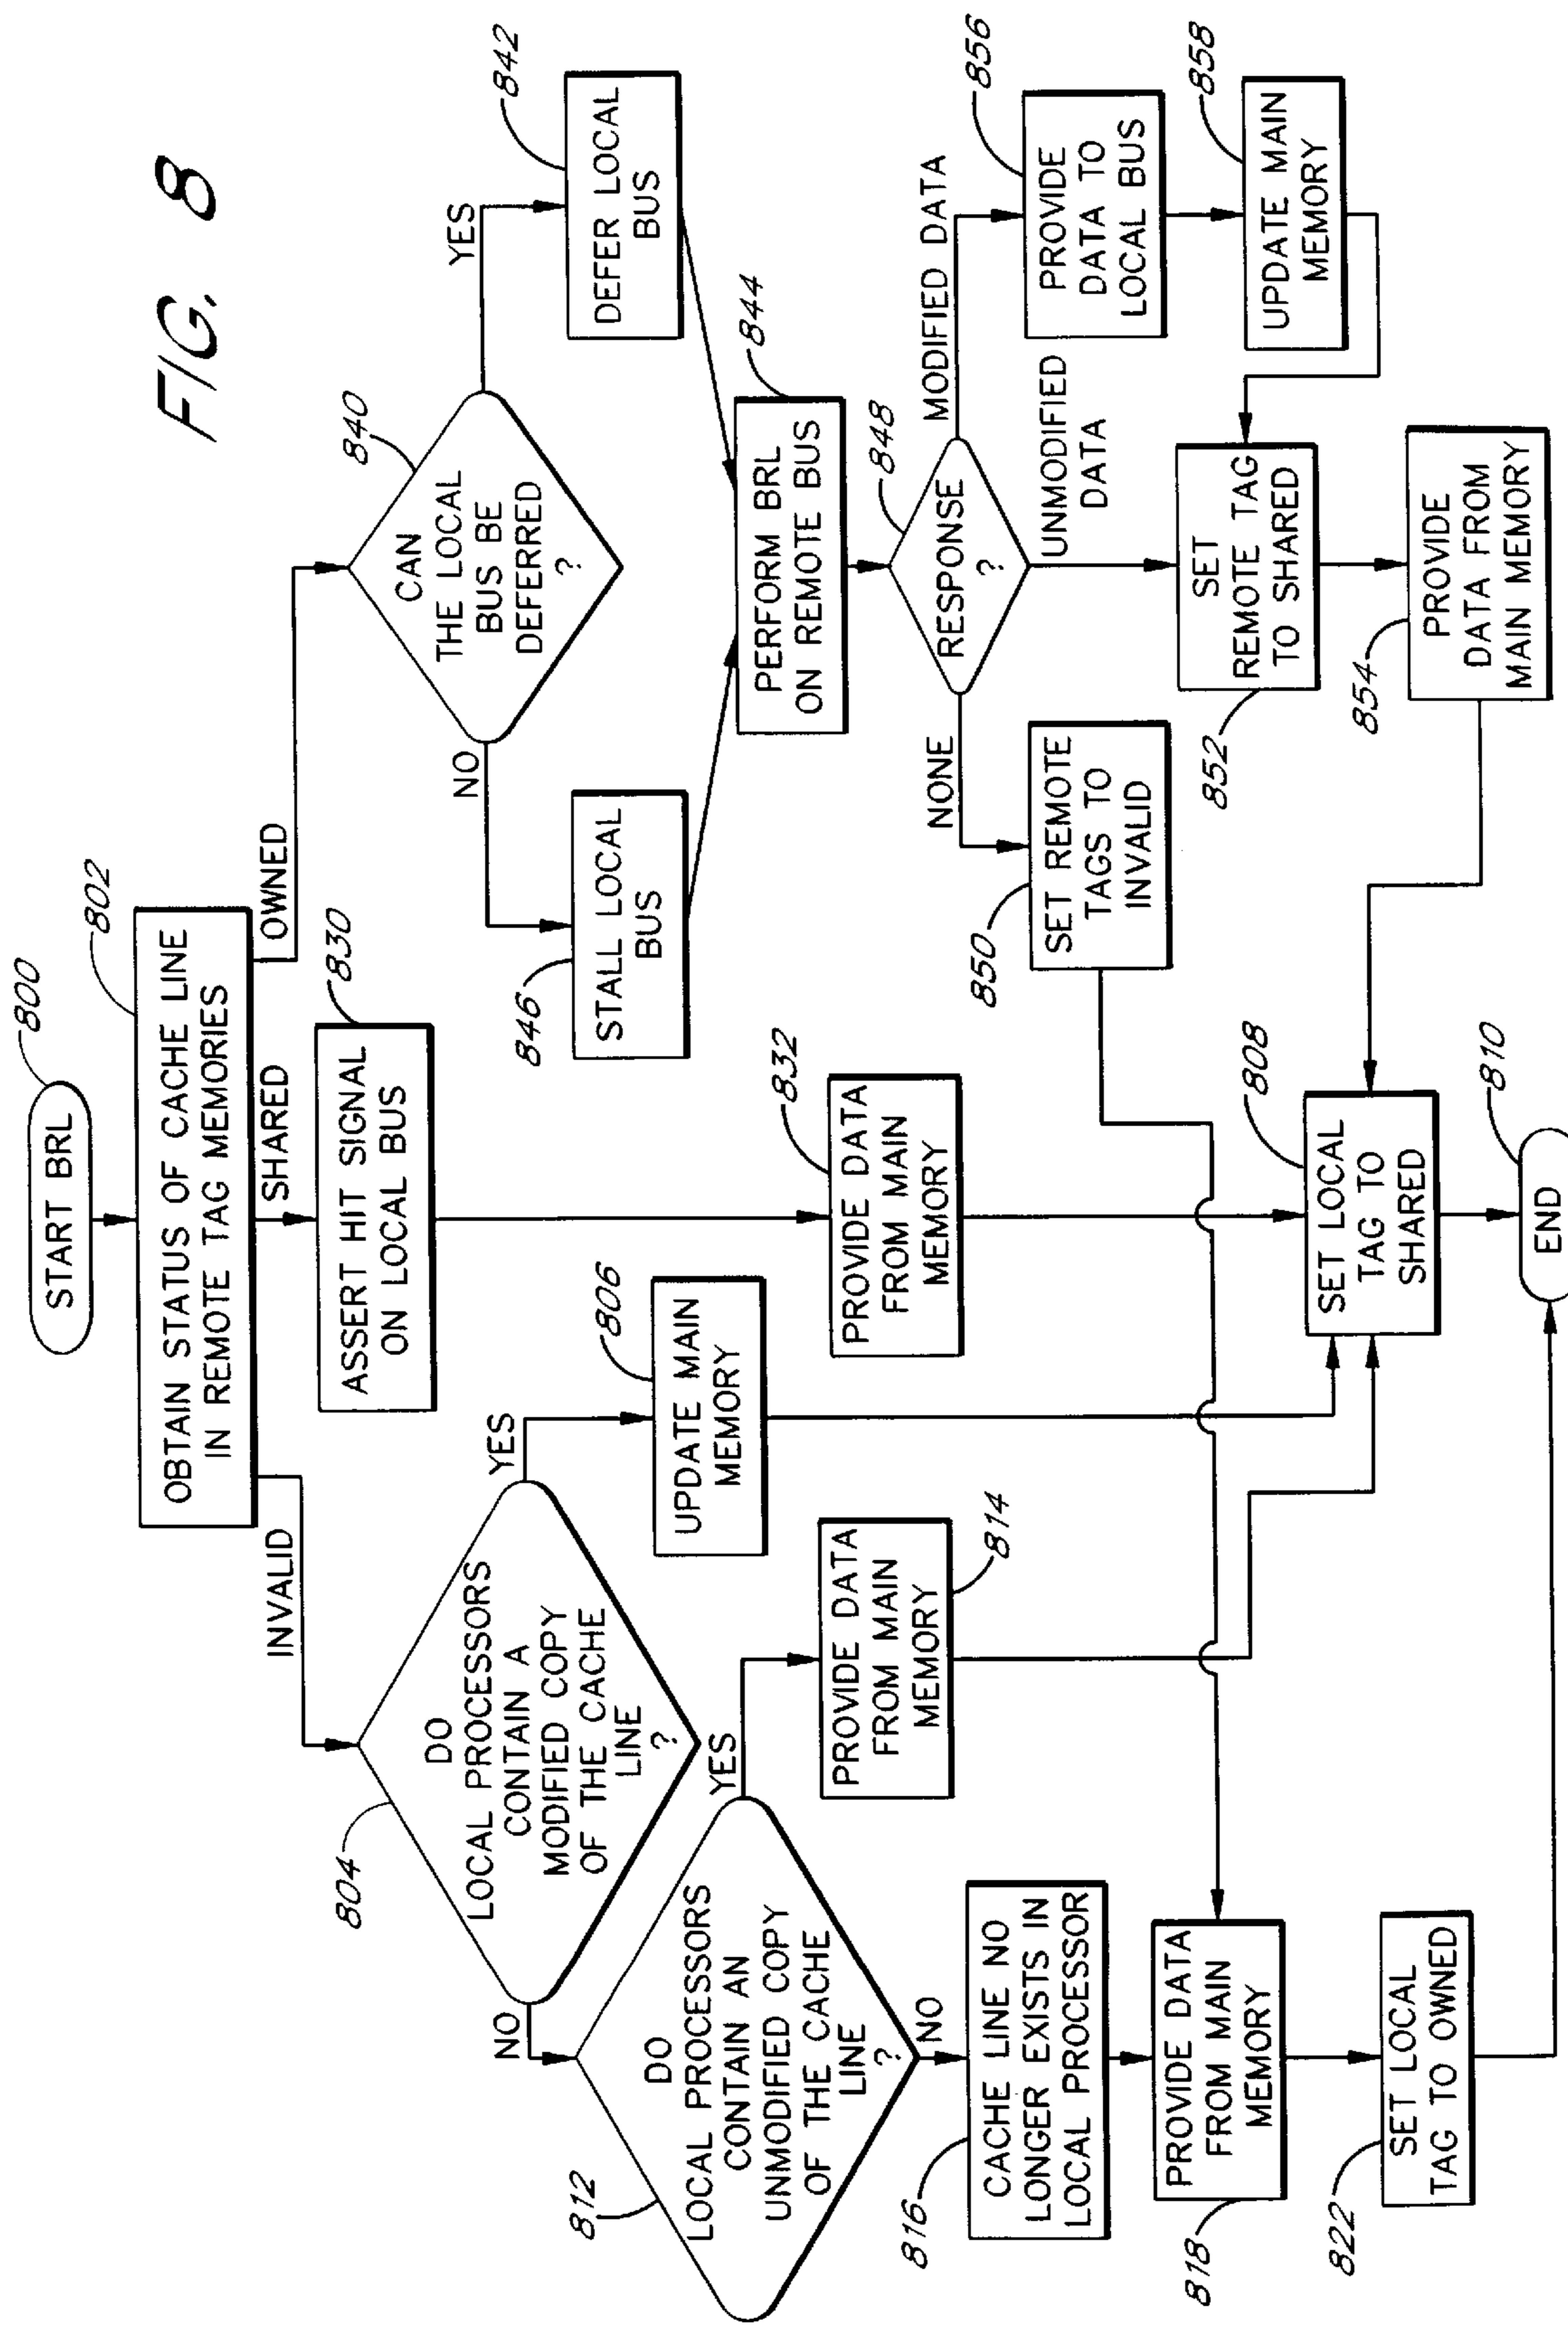 FIG. 8
START BRL
800
OBTAIN STATUS OF CACHE LINE
IN REMOTE TAG MEMORIES
802
INVALID
SHARED
OWNED
ASSERT HIT SIGNAL
ON LOCAL BUS
830
DO
LOCAL PROCESSORS
CONTAIN A
MODIFIED COPY
OF THE CACHE
LINE
?
804
NO
YES
CAN
THE LOCAL
BUS BE
DEFERRED
?
840
NO
YES
STALL LOCAL
BUS
846
DEFER LOCAL
BUS
842
UPDATE MAIN
MEMORY
806
DO
LOCAL PROCESSORS
CONTAIN AN
UNMODIFIED COPY
OF THE CACHE
LINE
?
812
YES
NO
PERFORM BRL
ON REMOTE BUS
844
PROVIDE DATA
FROM MAIN
MEMORY
814
PROVIDE DATA
FROM MAIN
MEMORY
832
RESPONSE
?
848
NONE
UNMODIFIED
DATA
MODIFIED DATA
CACHE LINE NO
LONGER EXISTS IN
LOCAL PROCESSOR
816
SET REMOTE
TAGS TO
INVALID
850
PROVIDE
DATA TO
LOCAL BUS
856
PROVIDE DATA
FROM MAIN
MEMORY
818
SET
REMOTE TAG
TO SHARED
852
UPDATE MAIN
MEMORY
858
SET LOCAL
TAG TO
SHARED
808
PROVIDE
DATA FROM
MAIN MEMORY
854
SET LOCAL
TAG TO OWNED
822
END
810